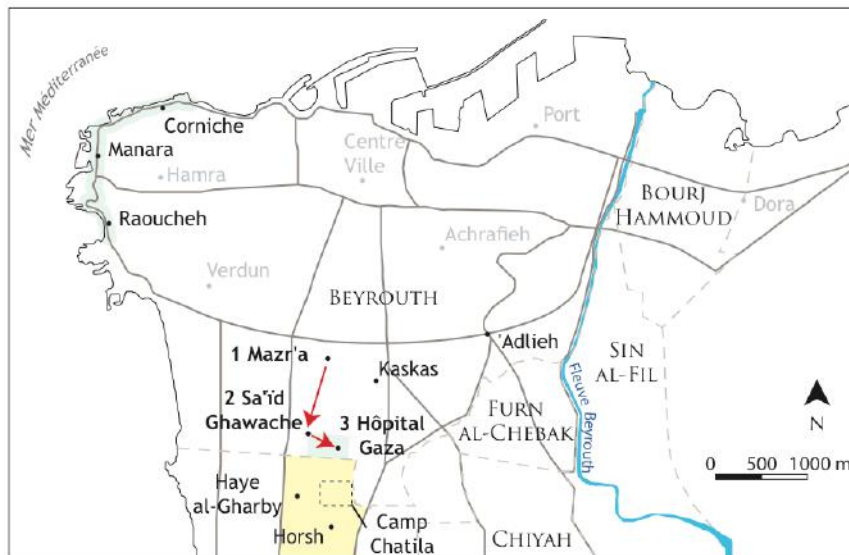 Mer Méditerranée
Corniche
Manara
Hamra
Centre
Ville
Port
BOURJ
HAMMOUD
Dora
Raoucheh
Achrafieh
Verdun
BEYROUTH
'Adlieh
SIN
AL-FIL
1 Mazr'a
Kaskas
2 Sa'ïd
Ghawache
3 Hôpital
Gaza
FURN
AL-CHEBAK
Fleuve Beyrouth
N
0 500 1000 m
Haye
al-Gharby
Horsh
Camp
Chatila
CHIYAH